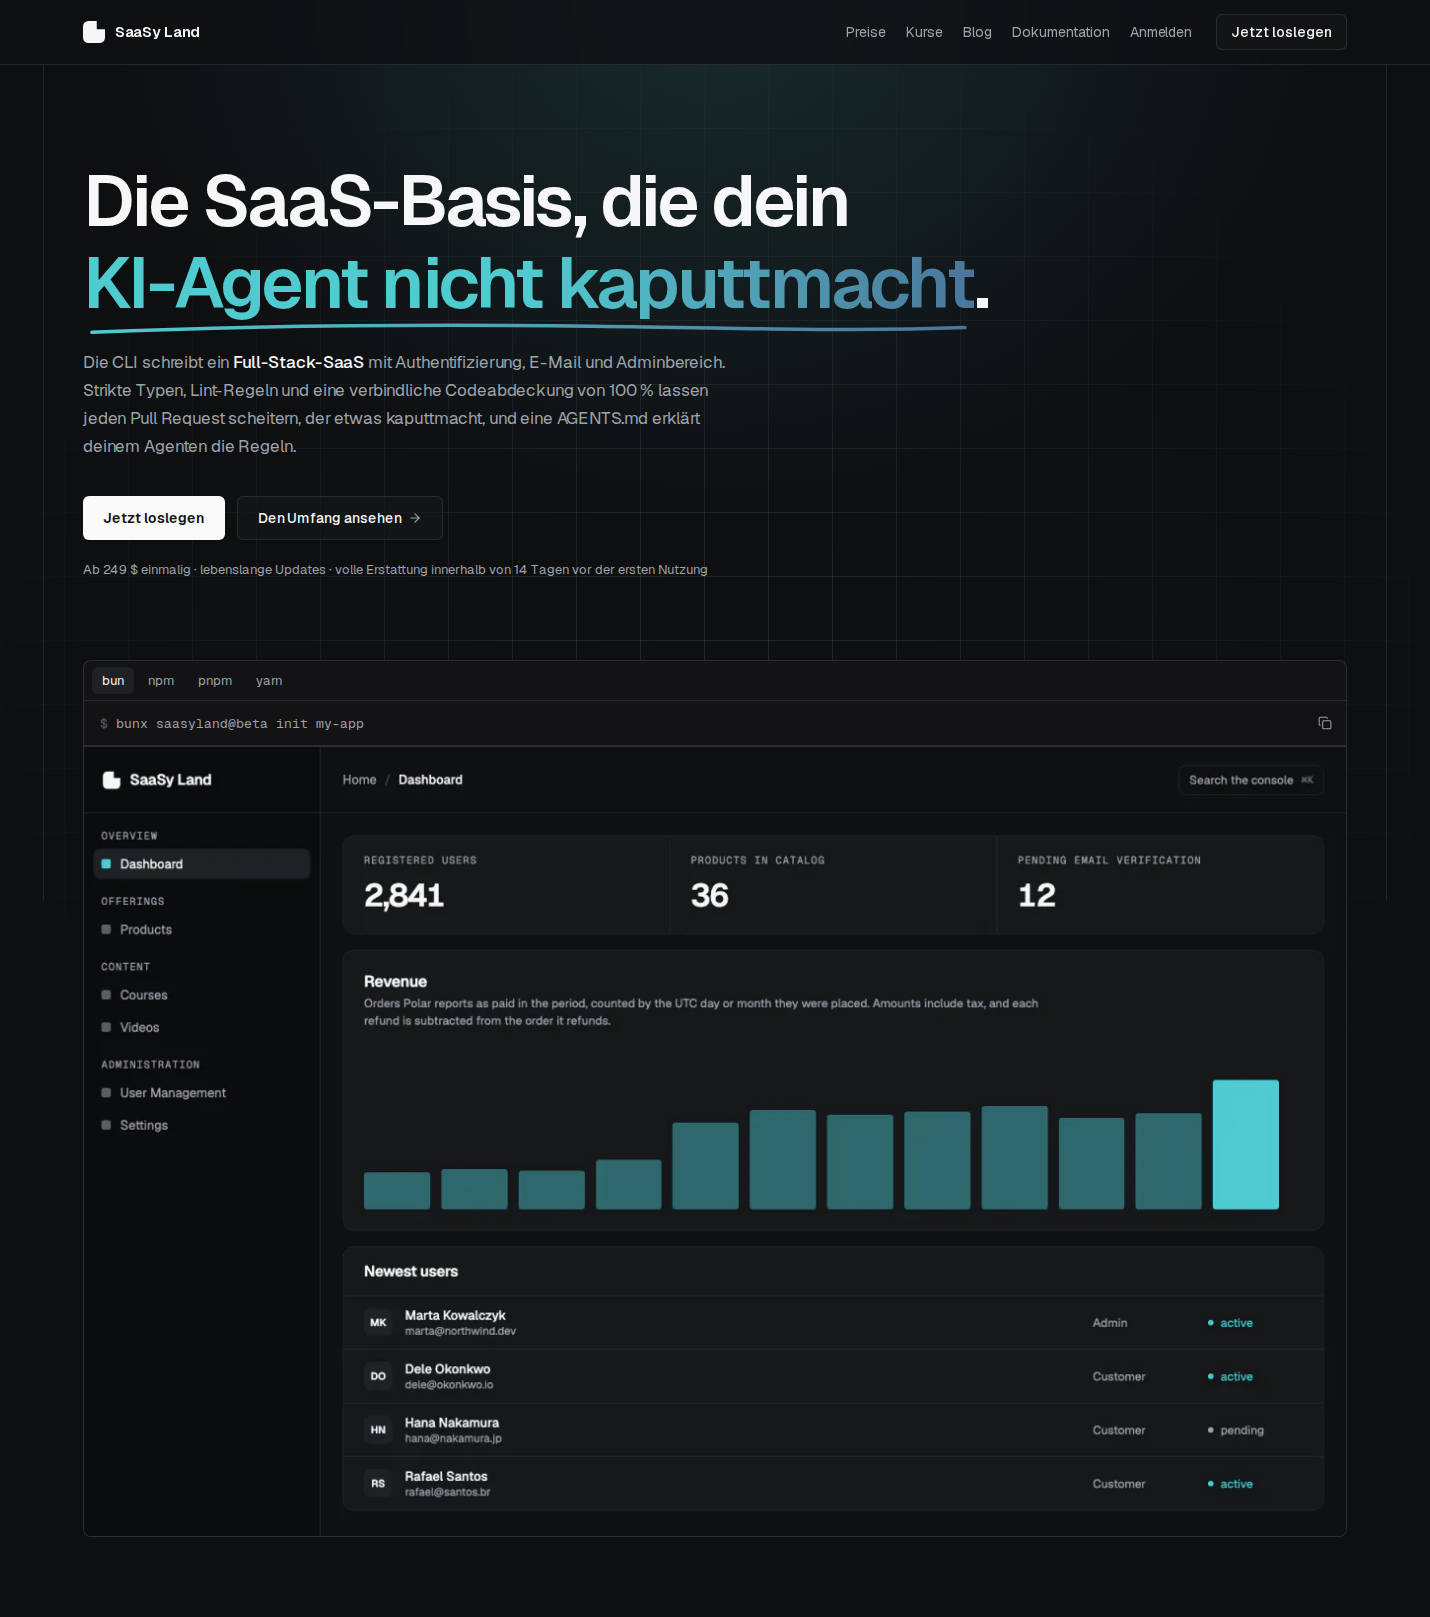 SaaSy Land
Preise Kurse Blog Dokumentation Anmelden Jetzt loslegen
Die SaaS-Basis, die dein
KI-Agent nicht kaputtmacht.
Die CLI schreibt ein Full-Stack-SaaS mit Authentifizierung, E-Mail und Adminbereich.
Strikte Typen, Lint-Regeln und eine verbindliche Codeabdeckung von 100 % lassen
jeden Pull Request scheitern, der etwas kaputtmacht, und eine AGENTS.md erklärt
deinem Agenten die Regeln.
Jetzt loslegen Den Umfang ansehen →
Ab 249 $ einmalig · lebenslange Updates · volle Erstattung innerhalb von 14 Tagen vor der ersten Nutzung
bun npm pnpm yarn
$ bunx saasyland@beta init my-app
SaaSy Land
Home / Dashboard
Search the console ⌘K
OVERVIEW
Dashboard
OFFERINGS
Products
CONTENT
Courses
Videos
ADMINISTRATION
User Management
Settings
REGISTERED USERS
2,841
PRODUCTS IN CATALOG
36
PENDING EMAIL VERIFICATION
12
Revenue
Orders Polar reports as paid in the period, counted by the UTC day or month they were placed. Amounts include tax, and each
refund is subtracted from the order it refunds.
Newest users
MK Marta Kowalczyk
marta@northwind.dev
Admin active
DO Dele Okonkwo
dele@okonkwo.io
Customer active
HN Hana Nakamura
hana@nakamura.jp
Customer pending
RS Rafael Santos
rafael@santos.br
Customer active